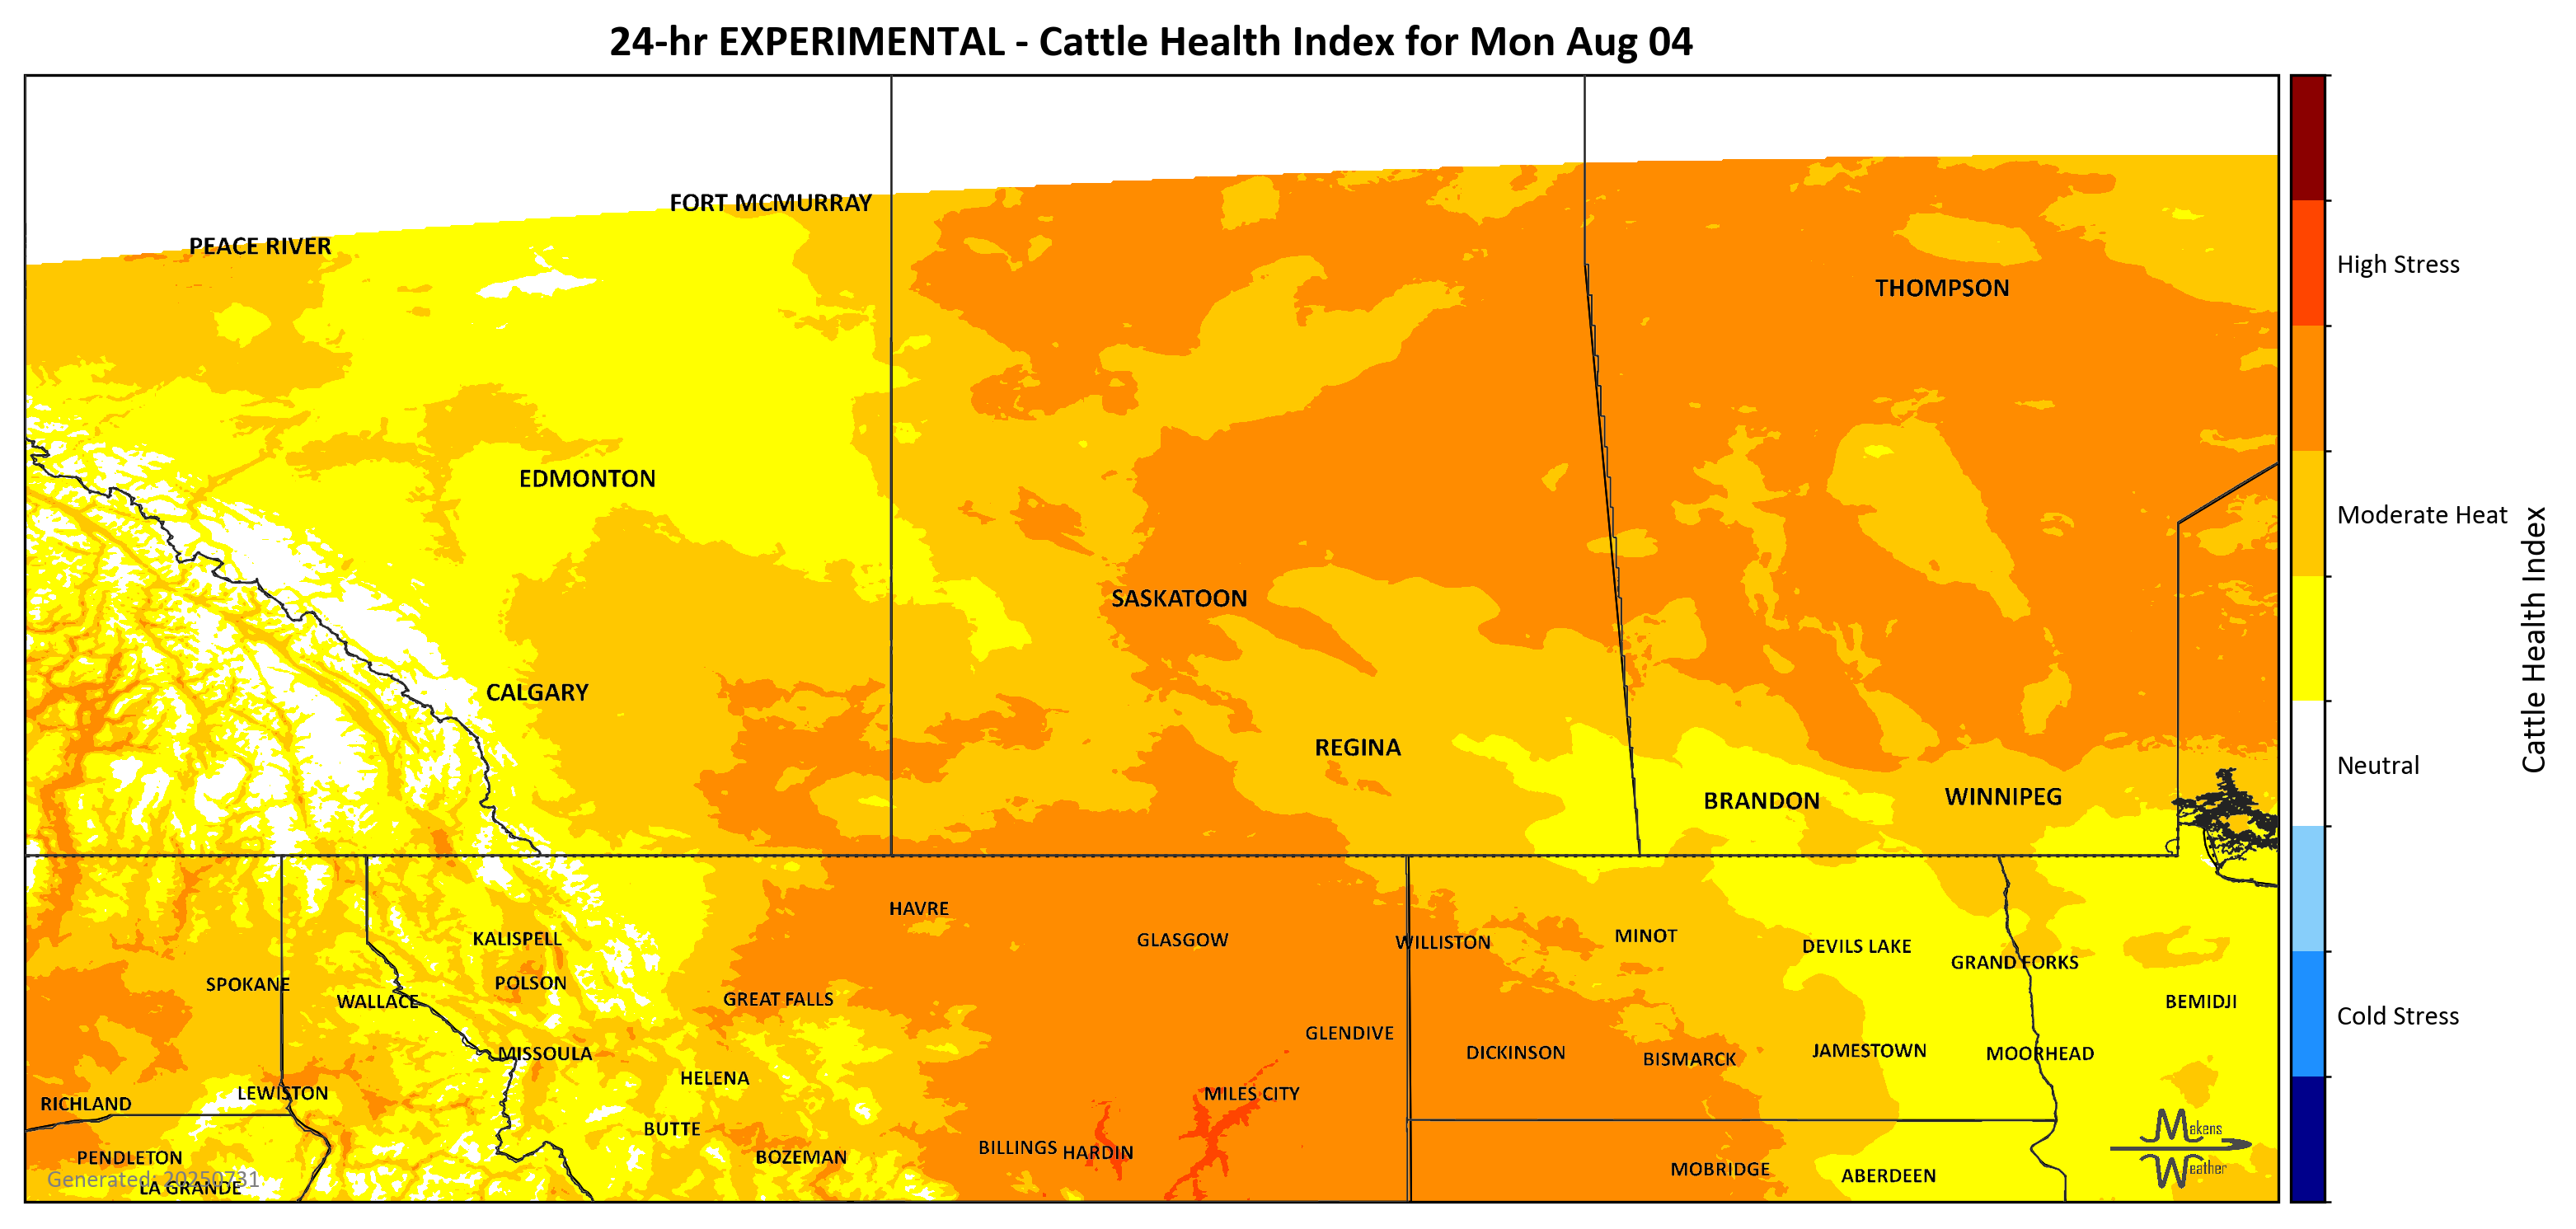 24-hr EXPERIMENTAL - Cattle Health Index for Mon Aug 04
FORT MCMURRAY
PEACE RIVER
THOMPSON
EDMONTON
SASKATOON
CALGARY
REGINA
BRANDON
WINNIPEG
HAVRE
KALISPELL
GLASGOW
WILLISTON
MINOT
DEVILS LAKE
GRAND FORKS
SPOKANE
POLSON
WALLACE
GREAT FALLS
BEMIDJI
GLENDIVE
MISSOULA
DICKINSON
BISMARCK
JAMESTOWN
MOORHEAD
HELENA
LEWISTON
MILES CITY
RICHLAND
BUTTE
BILLINGS
HARDIN
PENDLETON
BOZEMAN
MOBRIDGE
ABERDEEN
Generated: 20250731
LA GRANDE
Makens
Weather
High Stress
Moderate Heat
Neutral
Cold Stress
Cattle Health Index